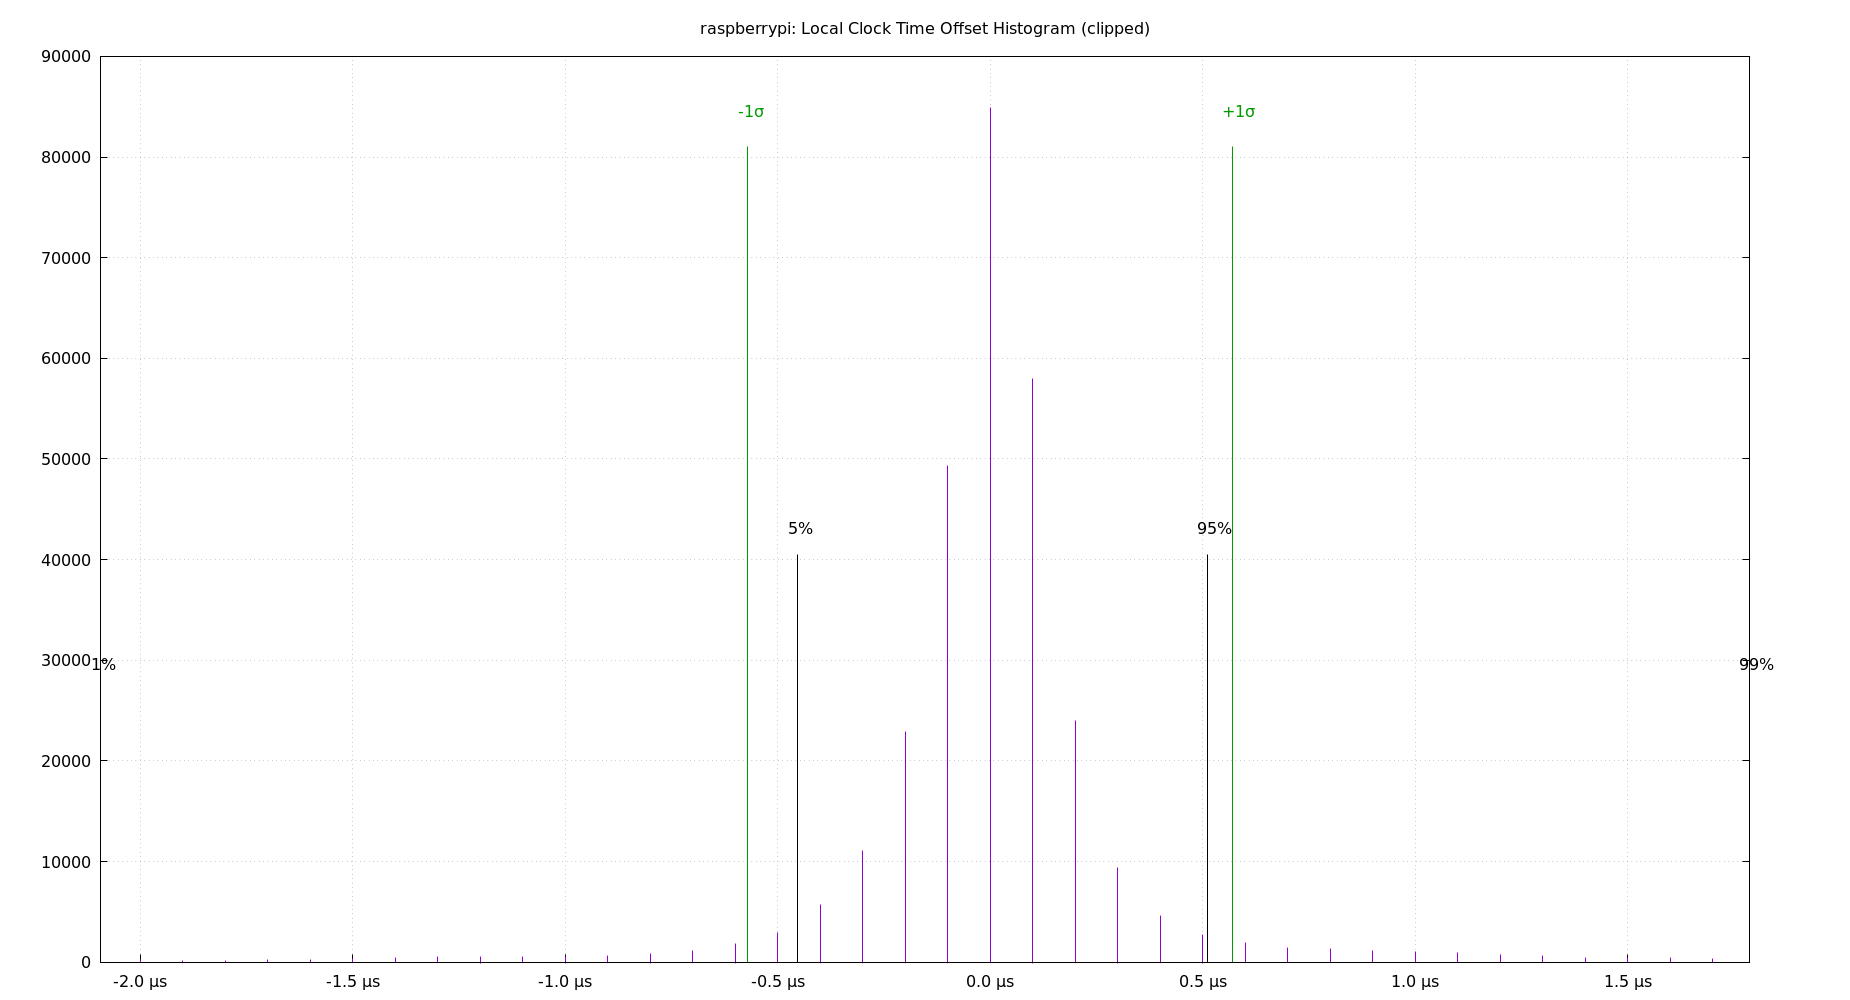 raspberrypi: Local Clock Time Offset Histogram (clipped)
90000
-1σ +1σ
80000
70000
60000
50000
5% 95%
40000
30000 1% 99%
20000
10000
0
-2.0 µs -1.5 µs -1.0 µs -0.5 µs 0.0 µs 0.5 µs 1.0 µs 1.5 µs